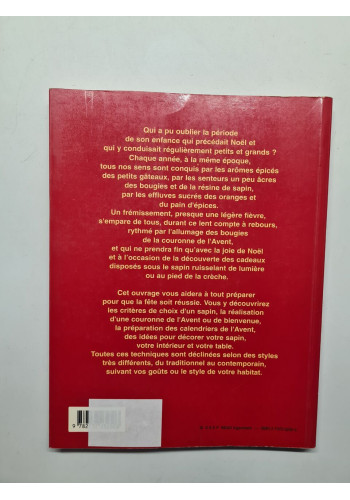 Qui a pu oublier la période
de son enfance qui précédait Noël et
qui y conduisait régulièrement petits et grands ?
Chaque année, à la même époque,
tous nos sens sont conquis par les arômes épicés
des petits gâteaux, par les senteurs un peu âcres
des bougies et de la résine de sapin,
par les effluves sucrés des oranges et
du pain d'épices.
Un frémissement, presque une légère fièvre,
s'empare de tous, durant ce lent compte à rebours,
rythmé par l'allumage des bougies
de la couronne de l'Avent,
et qui ne prendra fin qu'avec la joie de Noël
et à l'occasion de la découverte des cadeaux
disposés sous le sapin ruisselant de lumière
ou au pied de la crèche.
Cet ouvrage vous aidera à tout préparer
pour que la fête soit réussie. Vous y découvrirez
les critères de choix d'un sapin, la réalisation
d'une couronne de l'Avent ou de bienvenue,
la préparation des calendriers de l'Avent,
des idées pour décorer votre sapin,
votre intérieur et votre table.
Toutes ces techniques sont déclinées selon des styles
très différents, du traditionnel au contemporain,
suivant vos goûts ou le style de votre habitat.
9 782